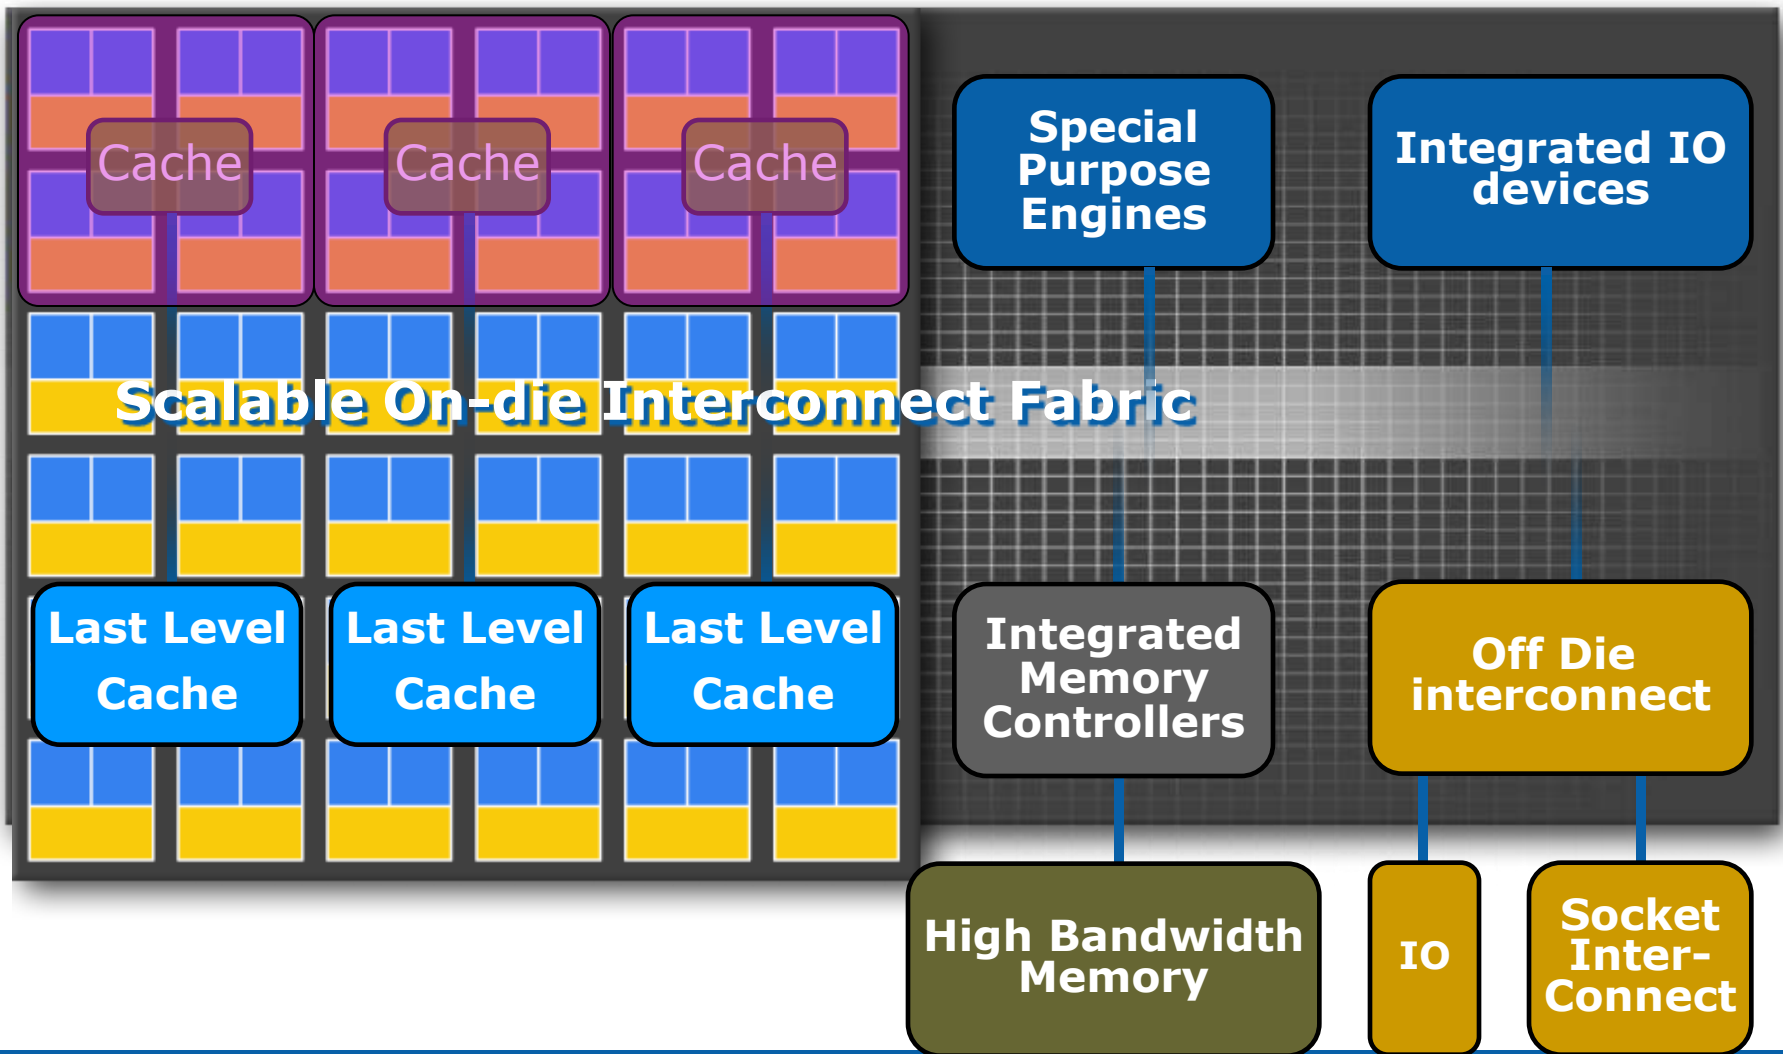 Cache
Cache
Cache
Special
Purpose
Engines
Integrated IO
devices
Scalable On-die Interconnect Fabric
Last Level
Cache
Last Level
Cache
Last Level
Cache
Integrated
Memory
Controllers
Off Die
interconnect
High Bandwidth
Memory
IO
Socket
Inter-
Connect